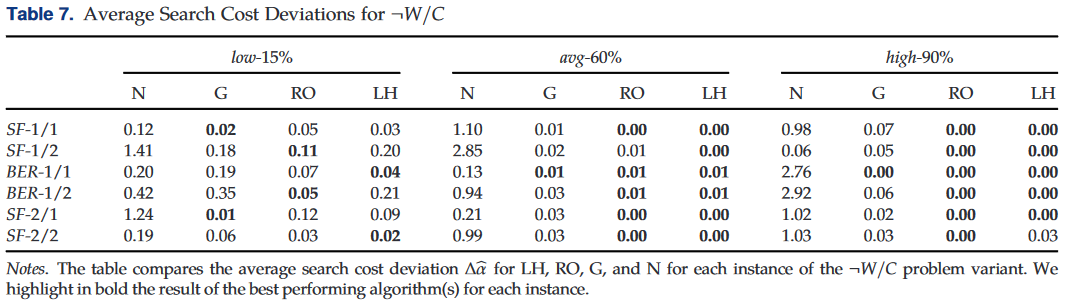 Table 7. Average Search Cost Deviations for ¬W/C
low-15% avg-60% high-90%
N G RO LH N G RO LH N G RO LH
SF-1/1 0.12 0.02 0.05 0.03 1.10 0.01 0.00 0.00 0.98 0.07 0.00 0.00
SF-1/2 1.41 0.18 0.11 0.20 2.85 0.02 0.01 0.00 0.06 0.05 0.00 0.00
BER-1/1 0.20 0.19 0.07 0.04 0.13 0.01 0.01 0.01 2.76 0.00 0.00 0.00
BER-1/2 0.42 0.35 0.05 0.21 0.94 0.03 0.01 0.01 2.92 0.06 0.00 0.00
SF-2/1 1.24 0.01 0.12 0.09 0.21 0.03 0.00 0.00 1.02 0.02 0.00 0.00
SF-2/2 0.19 0.06 0.03 0.02 0.99 0.03 0.00 0.00 1.03 0.03 0.00 0.03
Notes. The table compares the average search cost deviation Δα̂ for LH, RO, G, and N for each instance of the ¬W/C problem variant. We
highlight in bold the result of the best performing algorithm(s) for each instance.